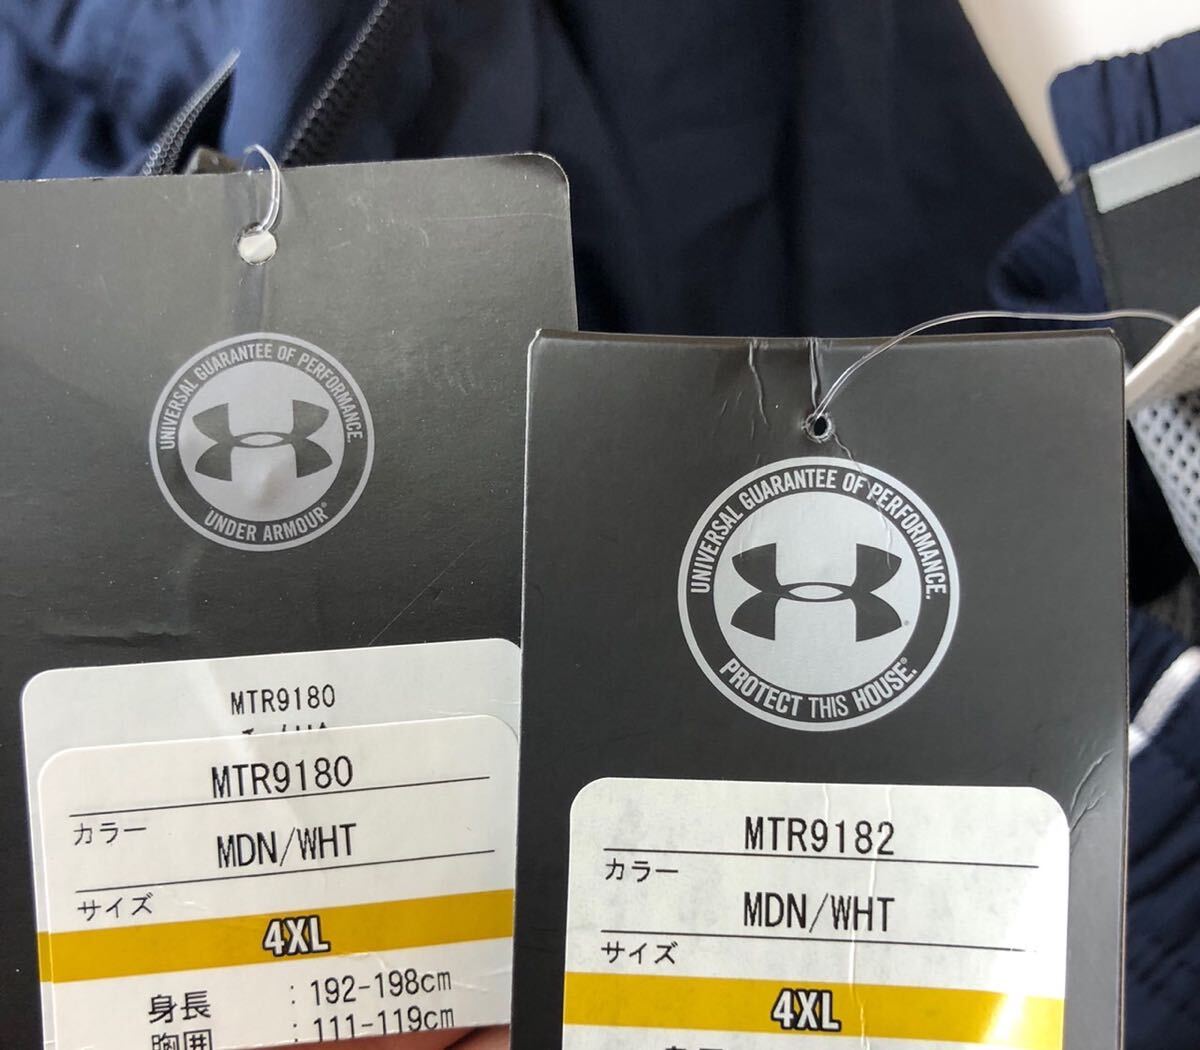 UNIVERSAL GUARANTEE OF PERFORMANCE.
UNDER ARMOUR®
MTR9180
MTR9180
カラー
MDN/WHT
サイズ
4XL
身長 : 192-198cm
胸囲 : 111-119cm
UNIVERSAL GUARANTEE OF PERFORMANCE.
PROTECT THIS HOUSE.®
MTR9182
カラー
MDN/WHT
サイズ
4XL